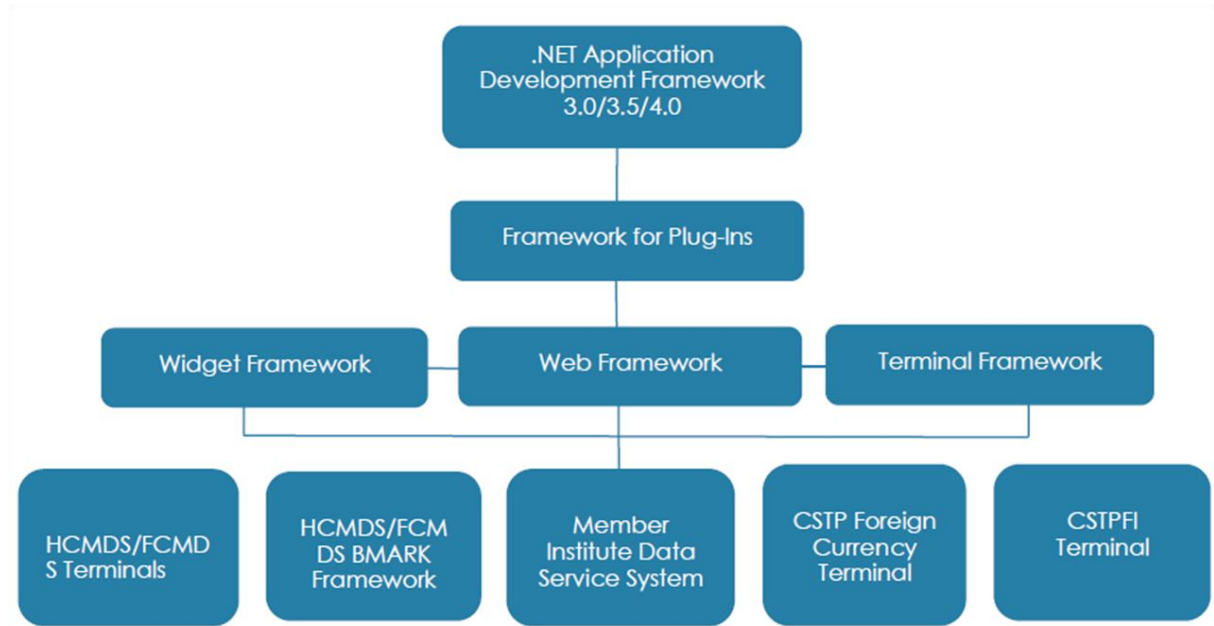 .NET Application
Development Framework
3.0/3.5/4.0
Framework for Plug-Ins
Widget Framework
Web Framework
Terminal Framework
HCMDS/FCMD
S Terminals
HCMDS/FCM
DS BMARK
Framework
Member
Institute Data
Service System
CSTP Foreign
Currency
Terminal
CSTPFI
Terminal